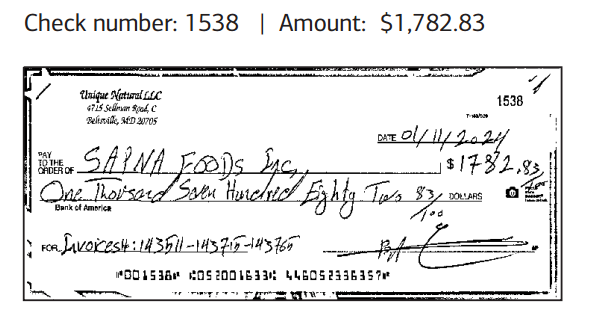 Check number: 1538 | Amount: $1,782.83
Unique Natural LLC
4715 Sellman Road, C
Beltsville, MD 20705
1538
DATE 01/11/2024
PAY TO THE ORDER OF SAPNA FOODS Inc, $1782.83/
One Thousand Seven Hundred Eighty Two 83/100 DOLLARS
Bank of America
FOR Invoices#: 143511-143715-143765
⑈001538⑈ ⑆052001633⑆ 446052336357⑈